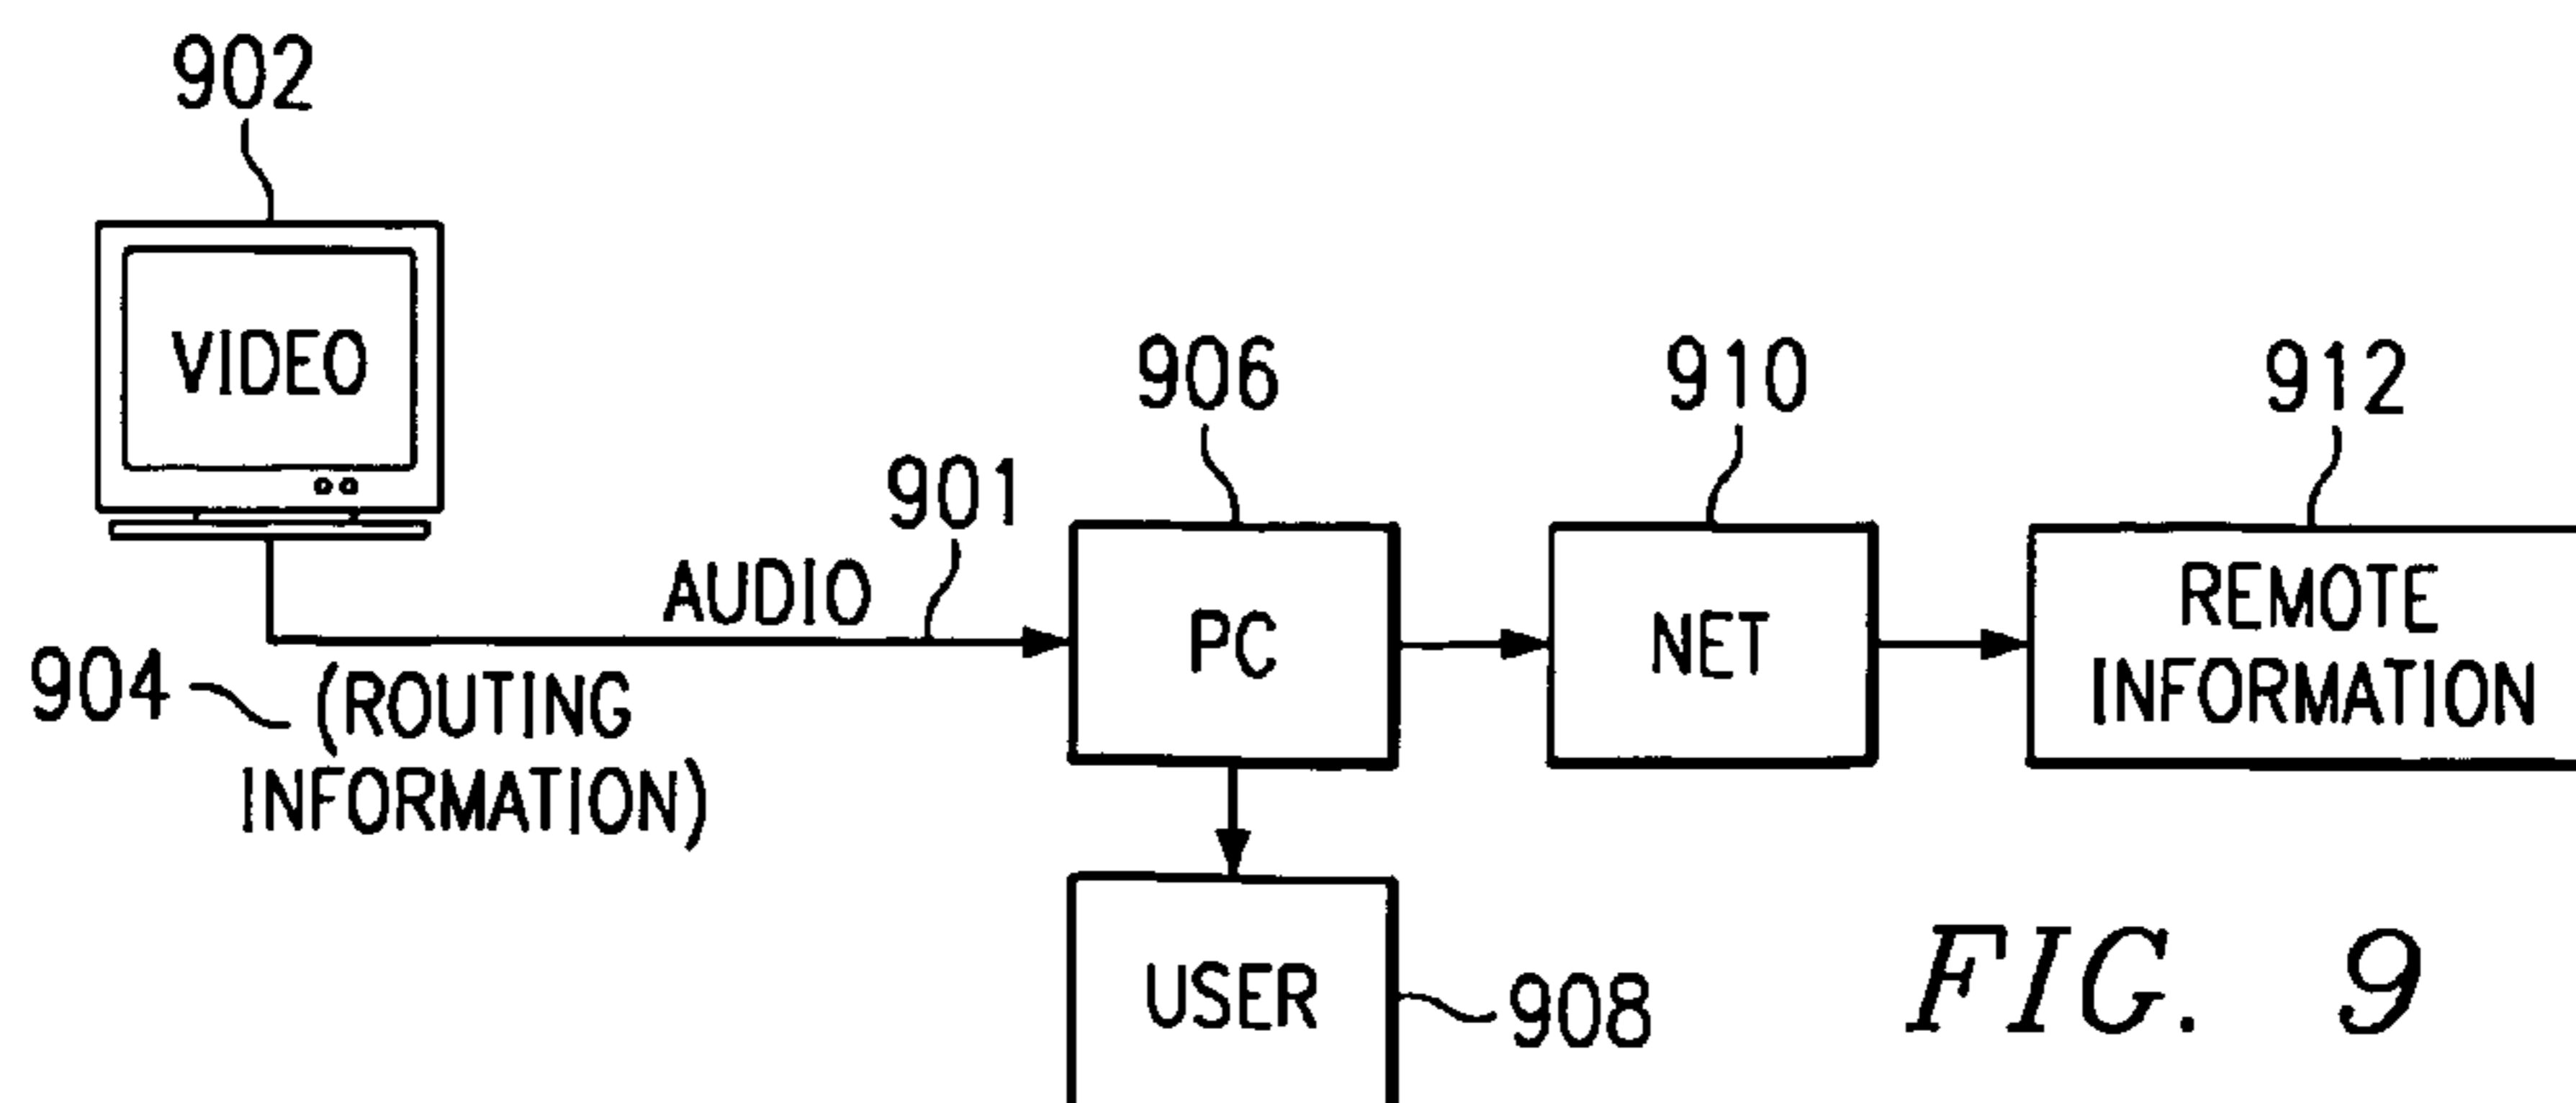 902
VIDEO
906
910
912
901
AUDIO
PC
NET
REMOTE
INFORMATION
904
(ROUTING
INFORMATION)
USER
908
FIG. 9